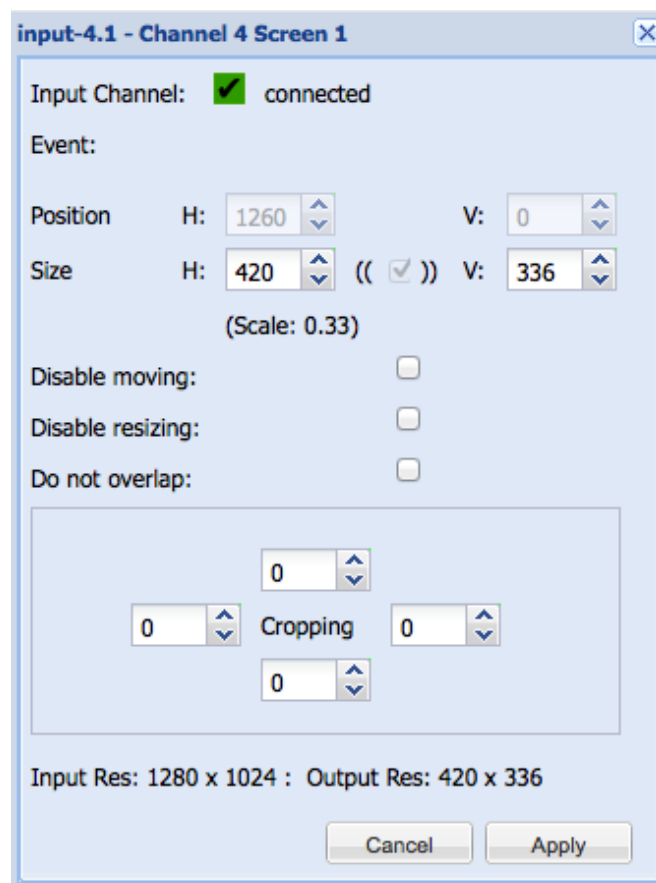 input-4.1 - Channel 4 Screen 1
Input Channel: connected
Event:
Position H: 1260 V: 0
Size H: 420 (( )) V: 336
(Scale: 0.33)
Disable moving:
Disable resizing:
Do not overlap:
0
0 Cropping 0
0
Input Res: 1280 x 1024 : Output Res: 420 x 336
Cancel Apply